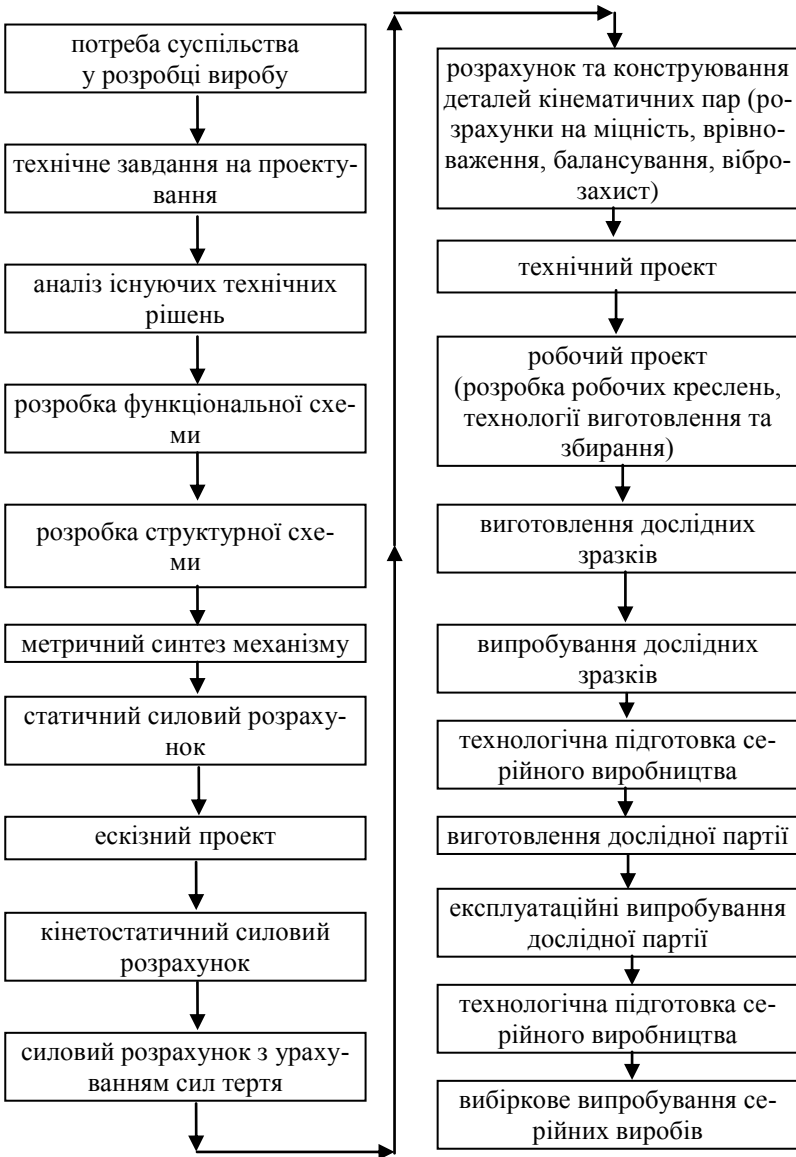 потреба суспільства
у розробці виробу
технічне завдання на проекту-
вання
аналіз існуючих технічних
рішень
розробка функціональної схе-
ми
розробка структурної схе-
ми
метричний синтез механізму
статичний силовий розраху-
нок
ескізний проект
кінетостатичний силовий
розрахунок
силовий розрахунок з ураху-
ванням сил тертя
розрахунок та конструювання
деталей кінематичних пар (ро-
зрахунки на міцність, врівно-
важення, балансування, вібро-
захист)
технічний проект
робочий проект
(розробка робочих креслень,
технології виготовлення та
збирання)
виготовлення дослідних
зразків
випробування дослідних
зразків
технологічна підготовка се-
рійного виробництва
виготовлення дослідної партії
експлуатаційні випробування
дослідної партії
технологічна підготовка се-
рійного виробництва
вибіркове випробування се-
рійних виробів